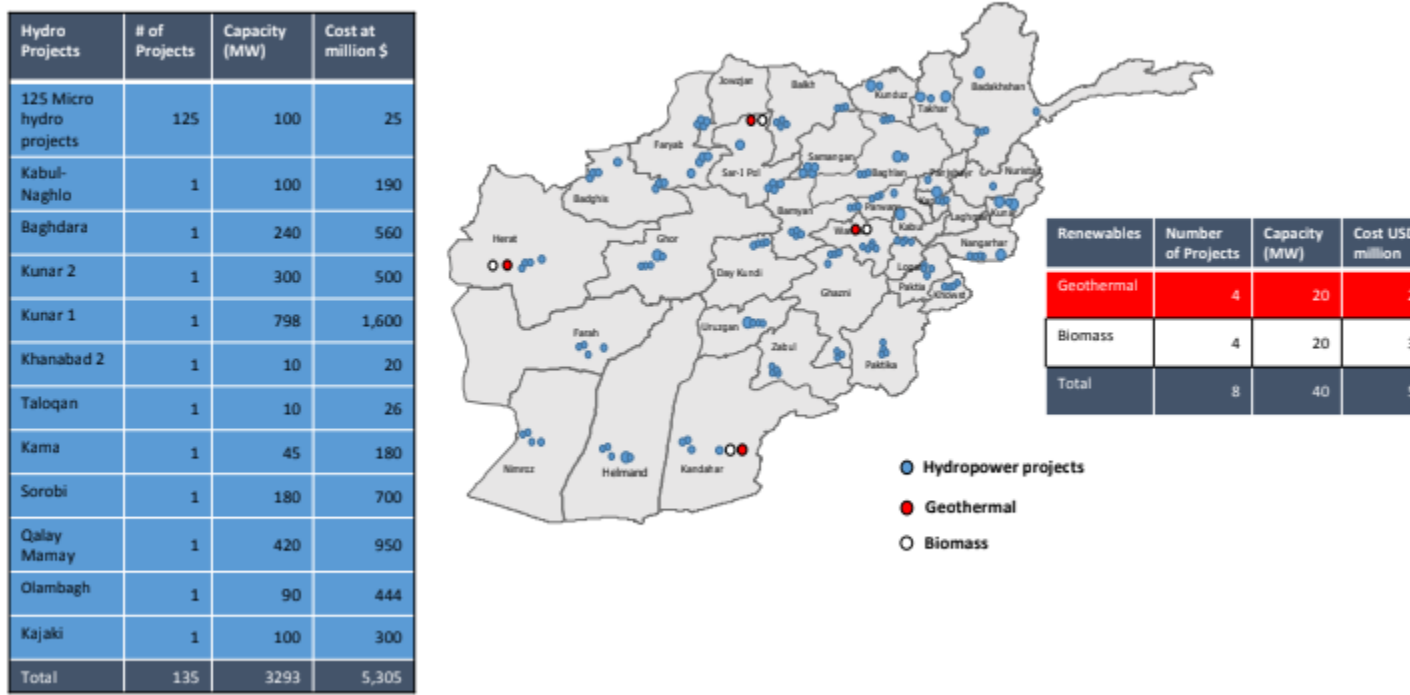 Hydro Projects # of Projects Capacity (MW) Cost at million $
125 Micro hydro projects 125 100 25
Kabul-Naghlo 1 100 190
Baghdara 1 240 560
Kunar 2 1 300 500
Kunar 1 1 798 1,600
Khanabad 2 1 10 20
Taloqan 1 10 26
Kama 1 45 180
Sorobi 1 180 700
Qalay Mamay 1 420 950
Olambagh 1 90 444
Kajaki 1 100 300
Total 135 3293 5,305
Jowzjan
Balkh
Kunduz
Takhar
Badakhshan
Faryab
Sar-I Pol
Samangan
Baghlan
Nuristan
Badghis
Bamyan
Parwan
Kabul
Nangarhar
Herat
Ghor
Day Kundi
Ghazni
Logar
Paktia
Khowst
Uruzgan
Farah
Zabul
Paktika
Nimroz
Helmand
Kandahar
Hydropower projects
Geothermal
Biomass
Renewables Number of Projects Capacity (MW) Cost USD million
Geothermal 4 20
Biomass 4 20
Total 8 40